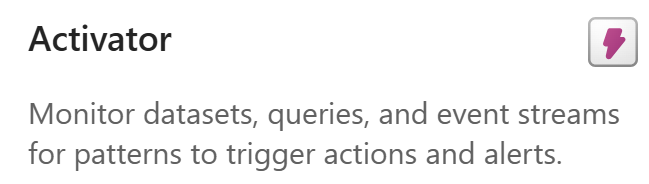 Activator
Monitor datasets, queries, and event streams
for patterns to trigger actions and alerts.